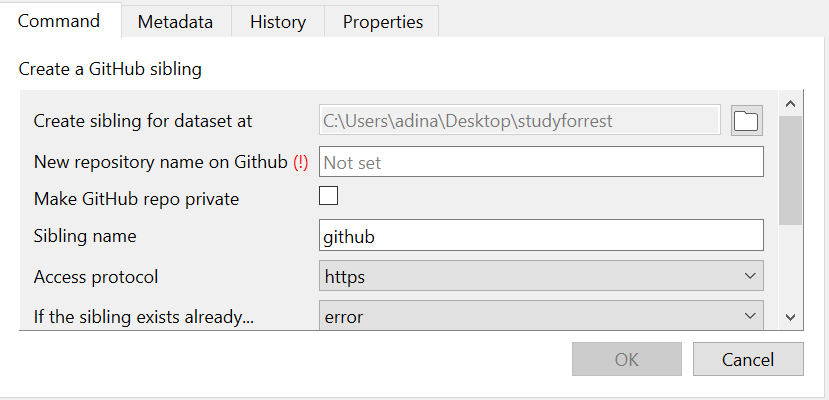 Command Metadata History Properties
Create a GitHub sibling
Create sibling for dataset at C:\Users\adina\Desktop\studyforrest
New repository name on Github (!) Not set
Make GitHub repo private
Sibling name github
Access protocol https
If the sibling exists already... error
OK Cancel